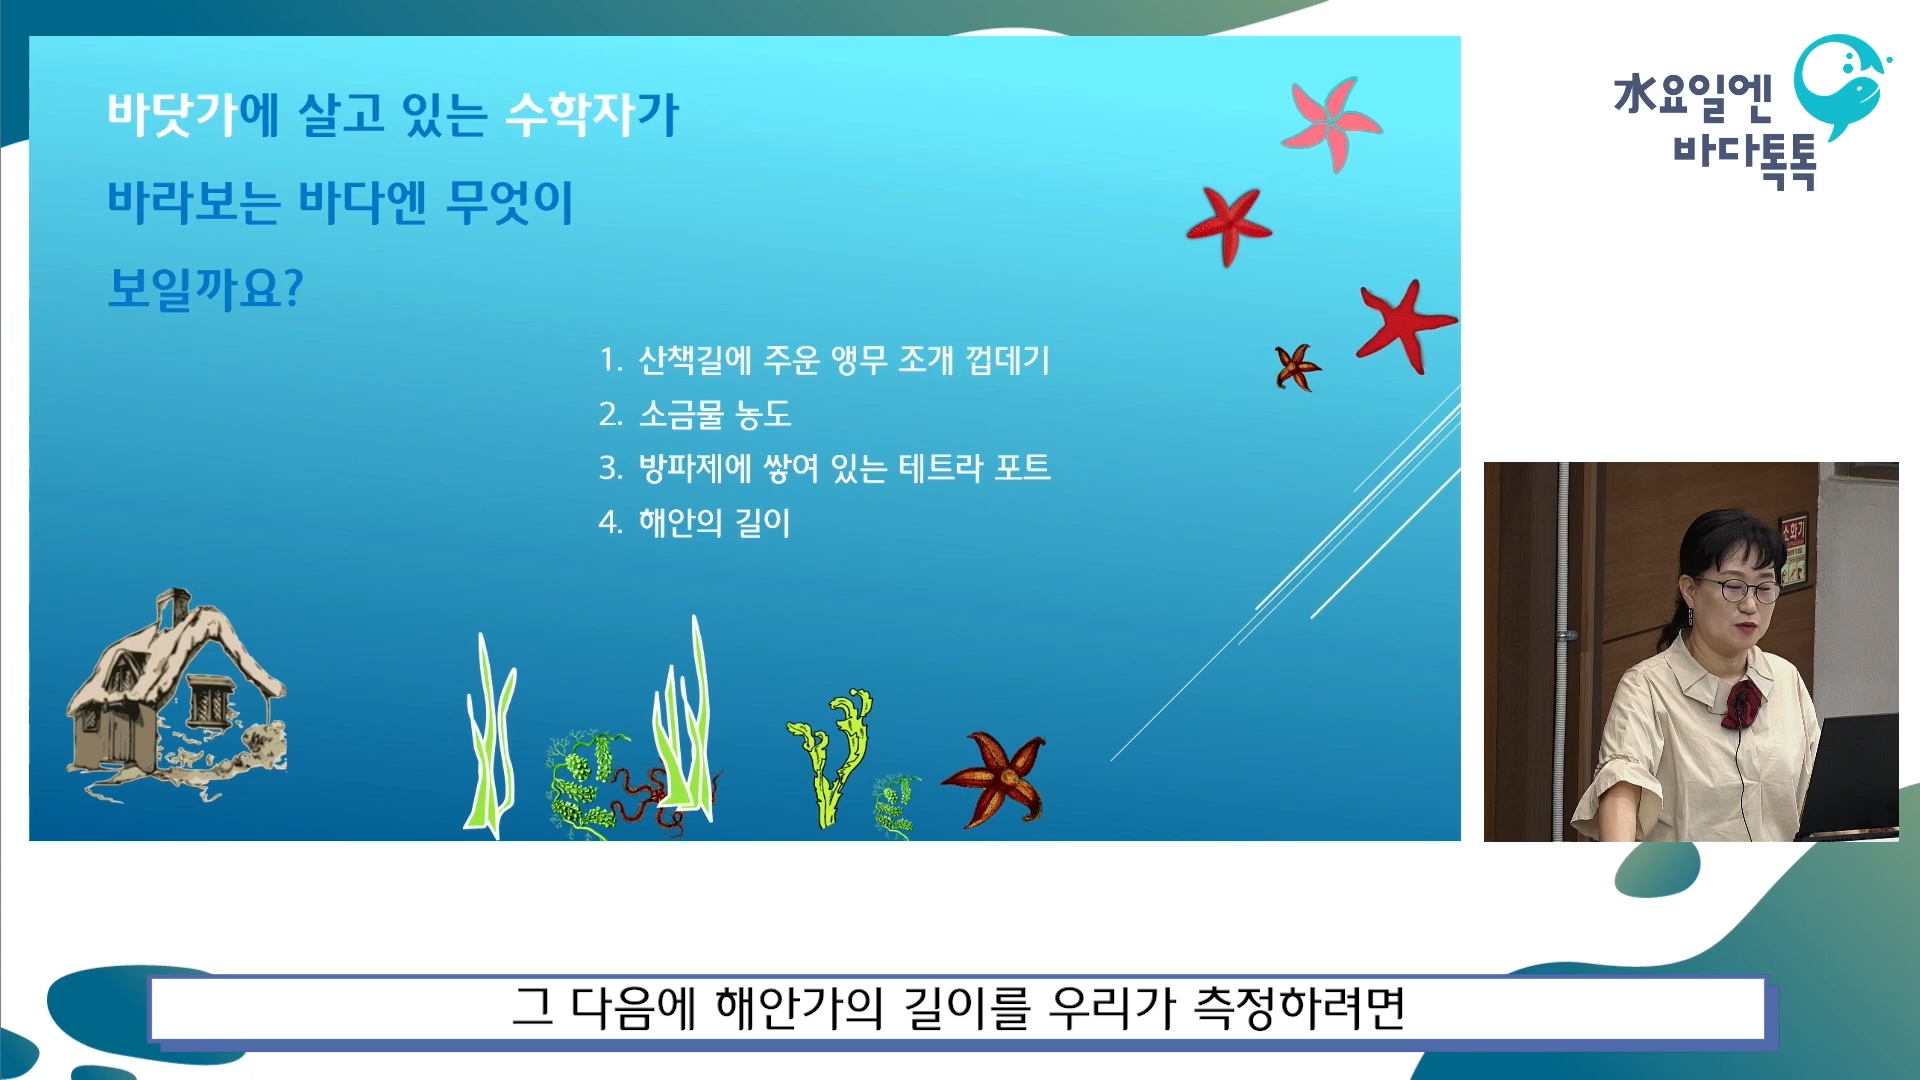 바닷가에 살고 있는 수학자가
바라보는 바다엔 무엇이
보일까요?
1. 산책길에 주운 앵무 조개 껍데기
2. 소금물 농도
3. 방파제에 쌓여 있는 테트라 포트
4. 해안의 길이
水요일엔
바다톡톡
소화기
그 다음에 해안가의 길이를 우리가 측정하려면